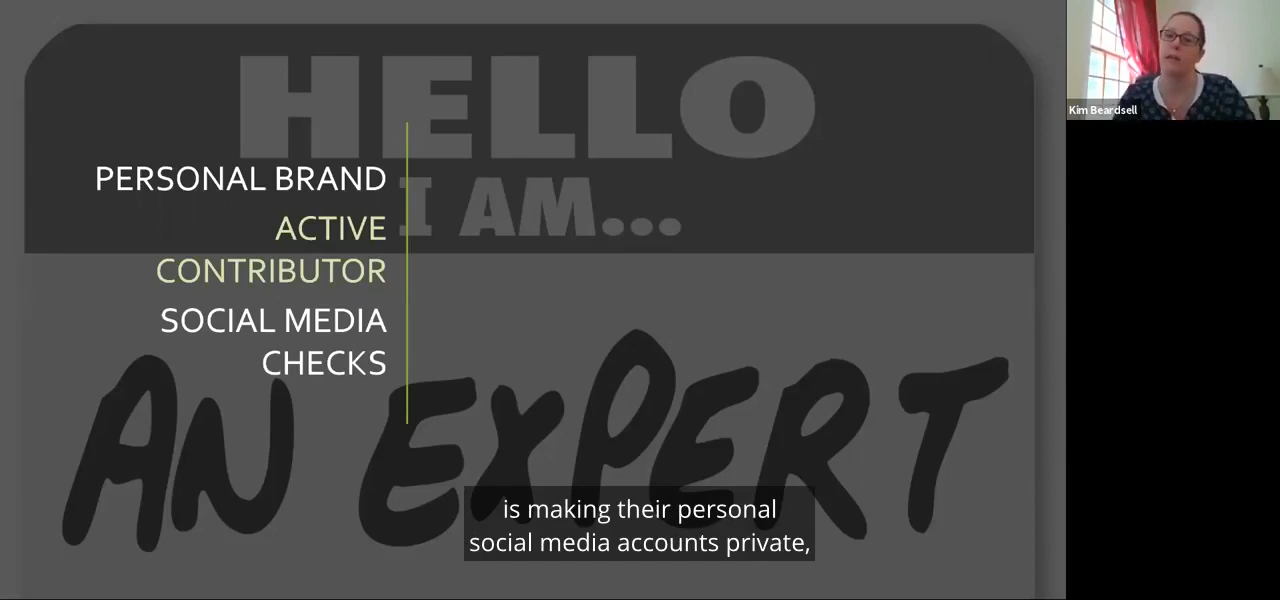 HELLO
I AM...
PERSONAL BRAND
ACTIVE
CONTRIBUTOR
SOCIAL MEDIA
CHECKS
AN EXPERT
is making their personal
social media accounts private,
Kim Beardsell